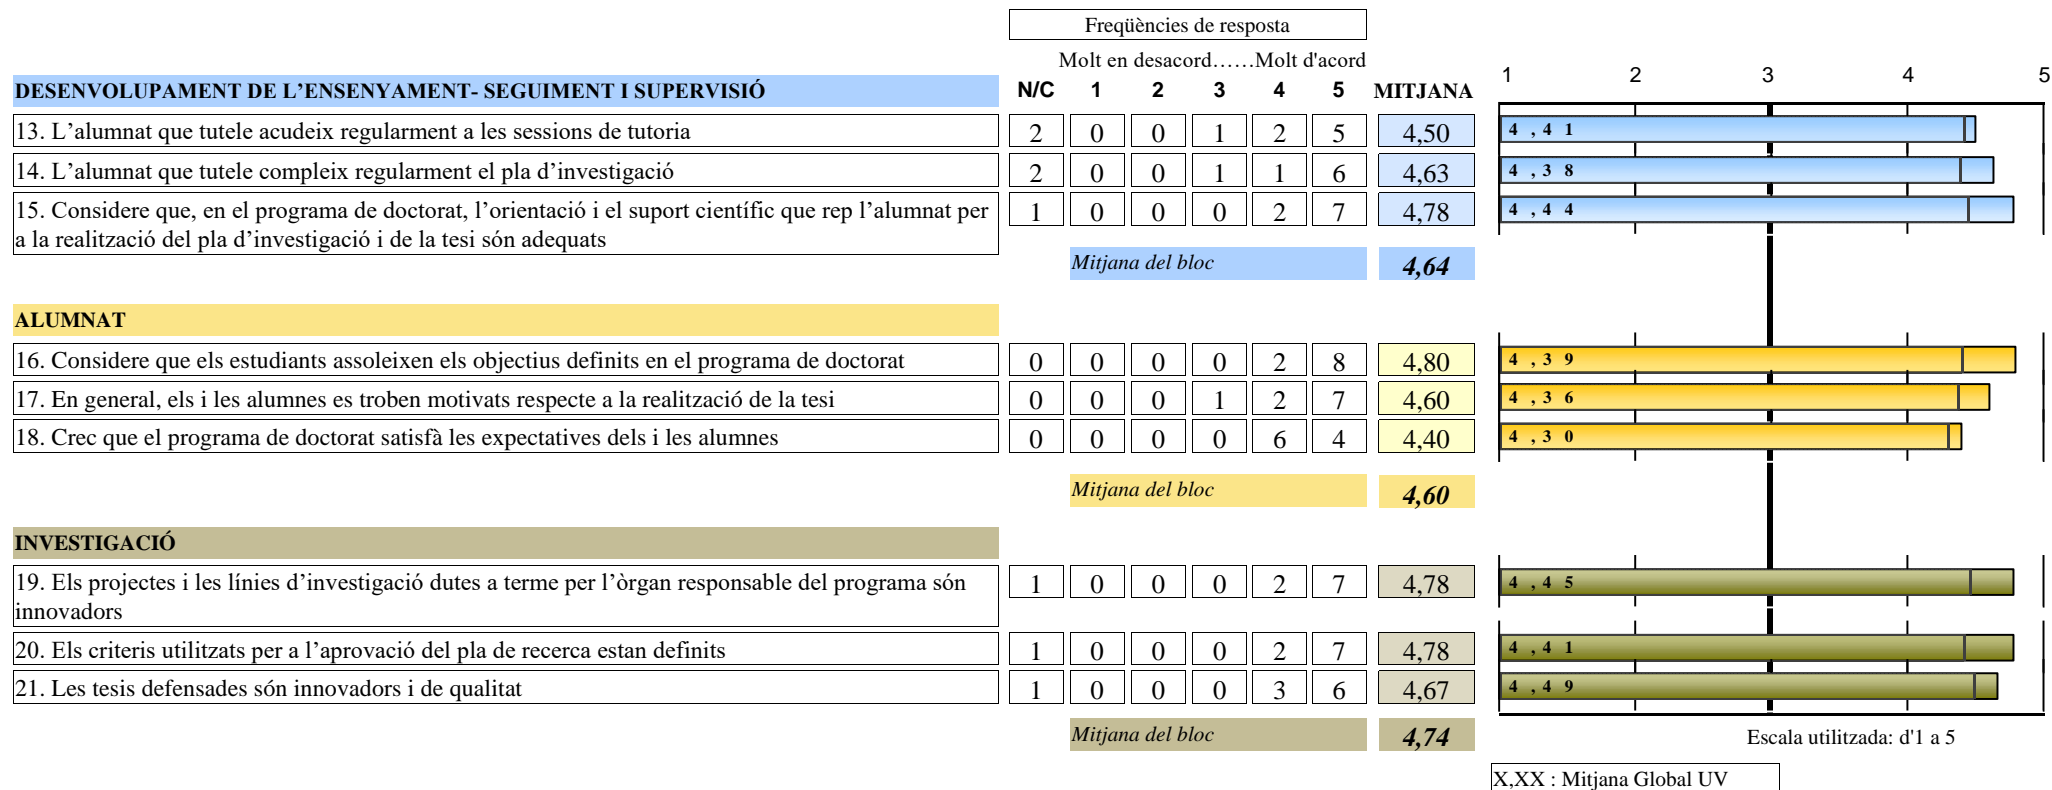 Freqüències de resposta
Molt en desacord……Molt d'acord
DESENVOLUPAMENT DE L’ENSENYAMENT- SEGUIMENT I SUPERVISIÓ N/C 1 2 3 4 5 MITJANA 1 2 3 4 5
13. L’alumnat que tutele acudeix regularment a les sessions de tutoria 2 0 0 1 2 5 4,50 4,41
14. L’alumnat que tutele compleix regularment el pla d’investigació 2 0 0 1 1 6 4,63 4,38
15. Considere que, en el programa de doctorat, l’orientació i el suport científic que rep l’alumnat per 1 0 0 0 2 7 4,78 4,44
a la realització del pla d’investigació i de la tesi són adequats
Mitjana del bloc 4,64
ALUMNAT
16. Considere que els estudiants assoleixen els objectius definits en el programa de doctorat 0 0 0 0 2 8 4,80 4,39
17. En general, els i les alumnes es troben motivats respecte a la realització de la tesi 0 0 0 1 2 7 4,60 4,36
18. Crec que el programa de doctorat satisfà les expectatives dels i les alumnes 0 0 0 0 6 4 4,40 4,30
Mitjana del bloc 4,60
INVESTIGACIÓ
19. Els projectes i les línies d’investigació dutes a terme per l’òrgan responsable del programa són 1 0 0 0 2 7 4,78 4,45
innovadors
20. Els criteris utilitzats per a l’aprovació del pla de recerca estan definits 1 0 0 0 2 7 4,78 4,41
21. Les tesis defensades són innovadors i de qualitat 1 0 0 0 3 6 4,67 4,49
Mitjana del bloc 4,74 Escala utilitzada: d'1 a 5
X,XX : Mitjana Global UV